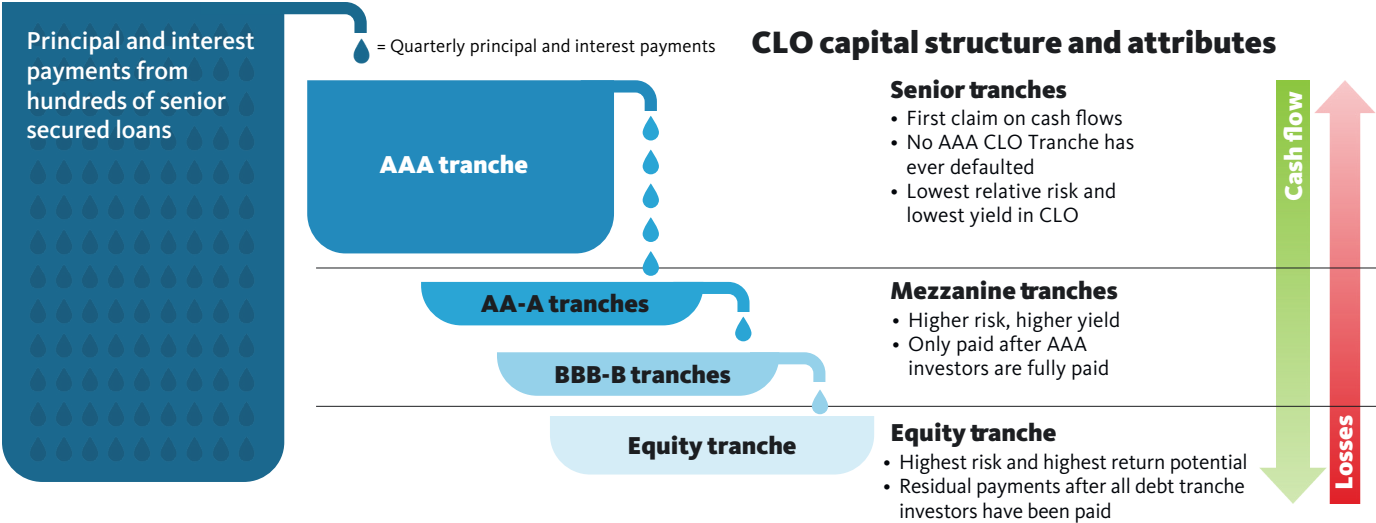 Principal and interest
payments from
hundreds of senior
secured loans
= Quarterly principal and interest payments
CLO capital structure and attributes
AAA tranche
Senior tranches
• First claim on cash flows
• No AAA CLO Tranche has
ever defaulted
• Lowest relative risk and
lowest yield in CLO
Cash flow
AA-A tranches
BBB-B tranches
Mezzanine tranches
• Higher risk, higher yield
• Only paid after AAA
investors are fully paid
Equity tranche
Equity tranche
• Highest risk and highest return potential
• Residual payments after all debt tranche
investors have been paid
Losses